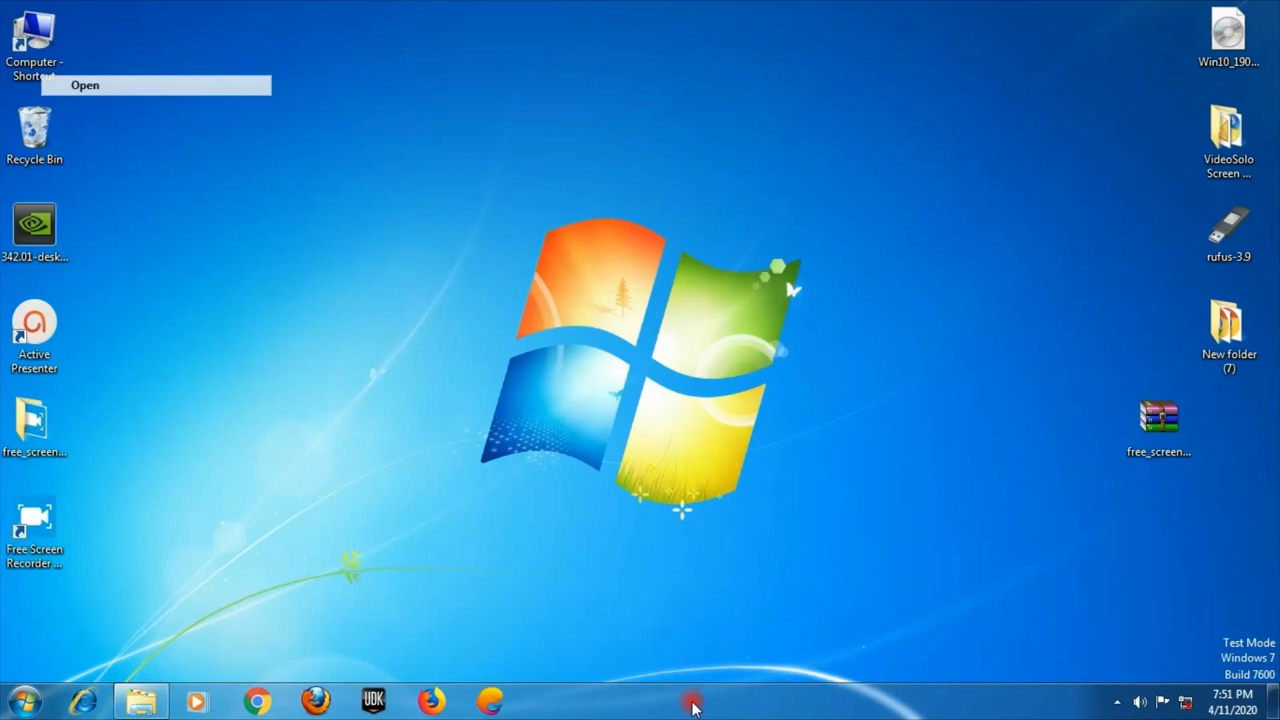 Computer -
Shortcut
Open
Recycle Bin
342.01-desk...
Active
Presenter
free_screen...
Free Screen
Recorder ...
Win10_190...
VideoSolo
Screen ...
rufus-3.9
New folder
(7)
free_screen...
Test Mode
Windows 7
Build 7600
UDK
7:51 PM
4/11/2020